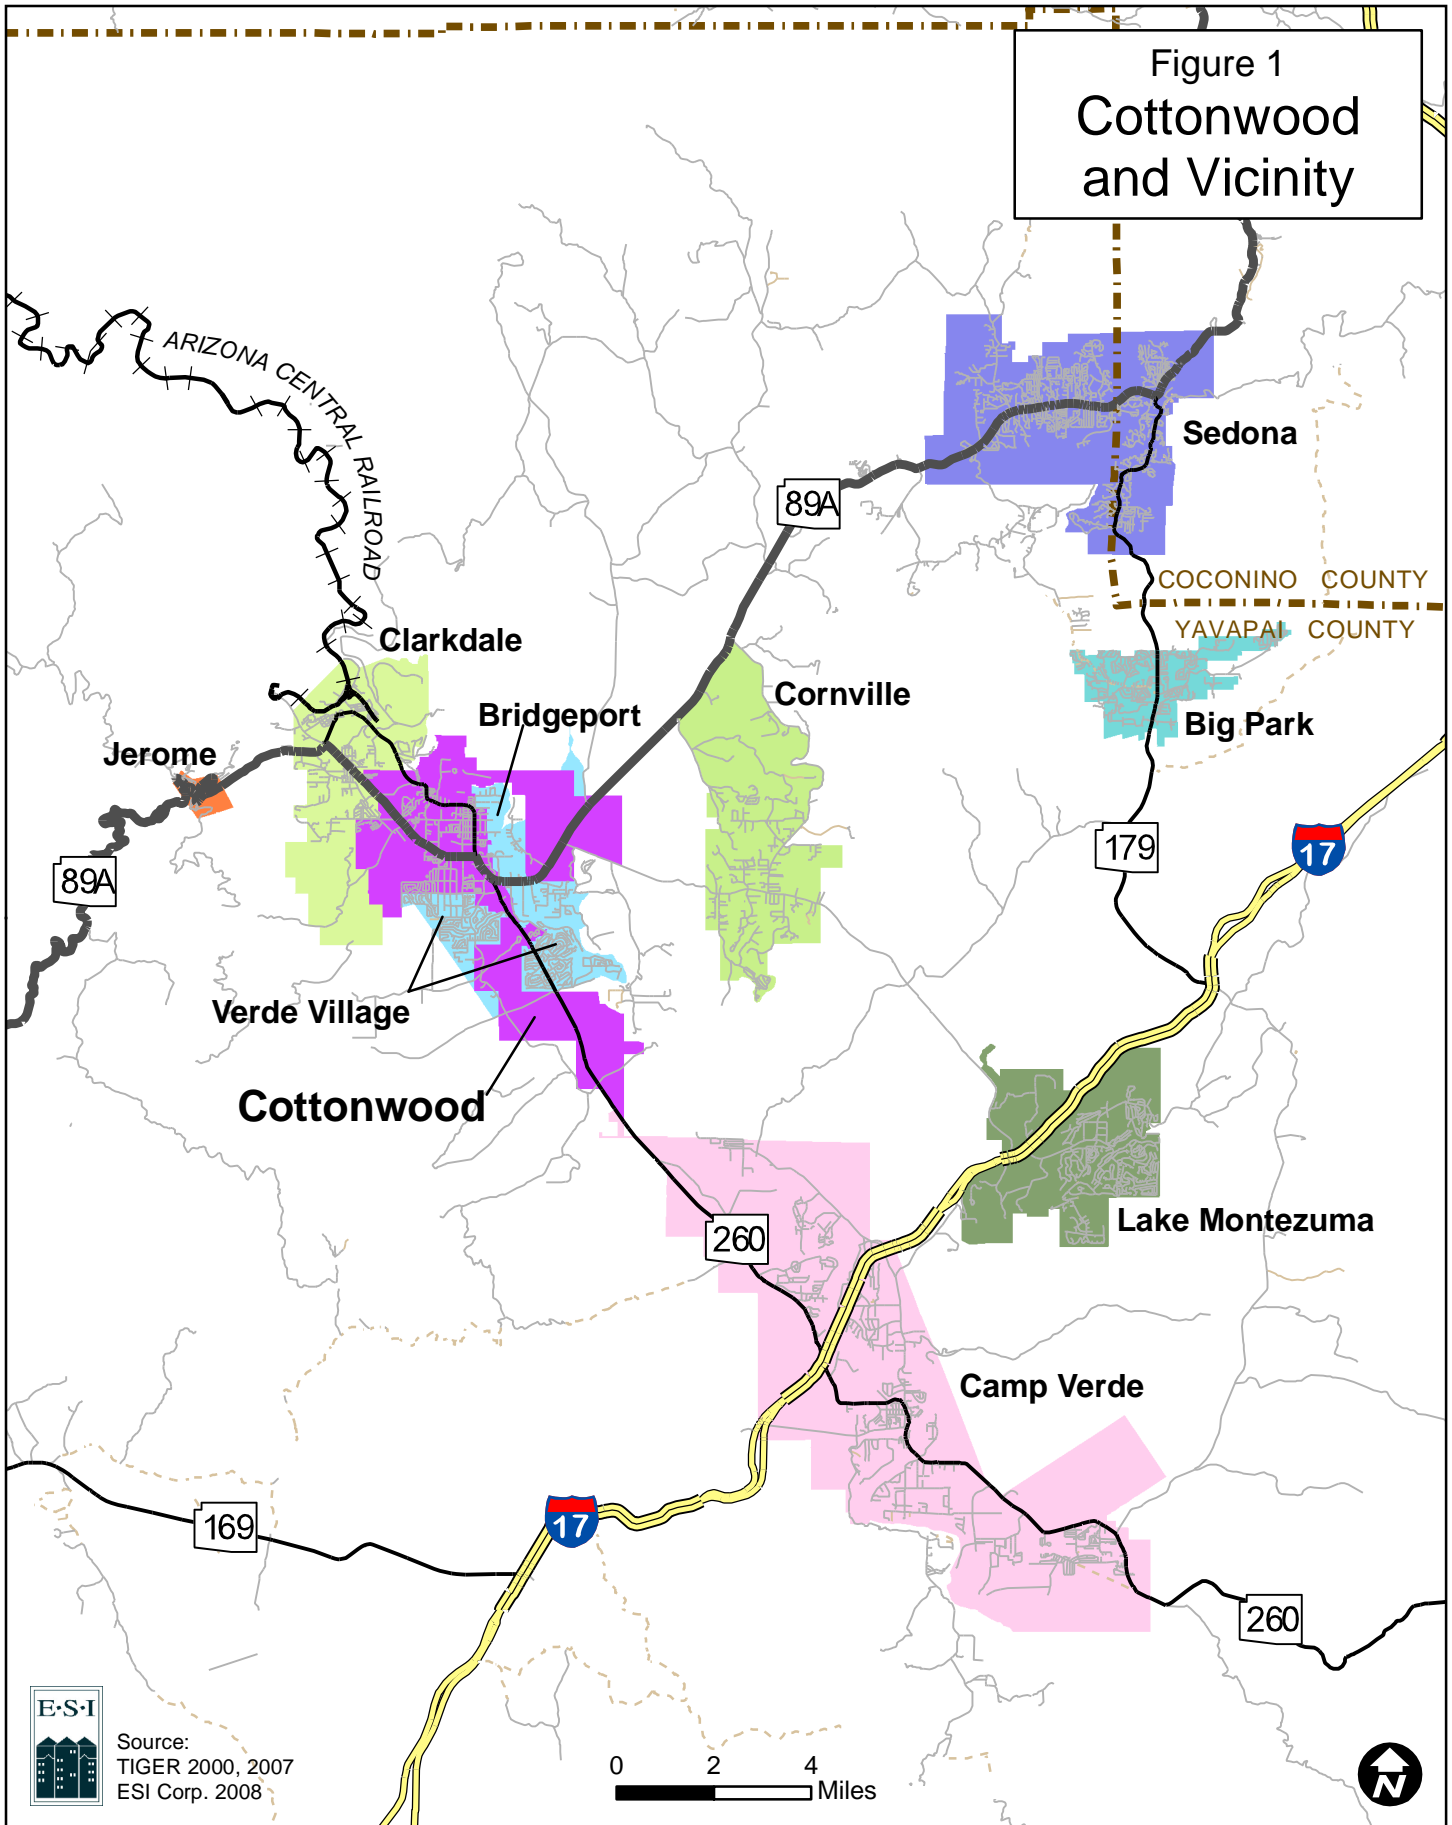 Figure 1
Cottonwood
and Vicinity
ARIZONA CENTRAL RAILROAD
Sedona
89A
COCONINO COUNTY
YAVAPAI COUNTY
Clarkdale
Cornville
Bridgeport
Big Park
Jerome
179
17
89A
Verde Village
Cottonwood
Lake Montezuma
260
Camp Verde
169
17
260
E·S·I
Source:
TIGER 2000, 2007
ESI Corp. 2008
0 2 4
Miles
N